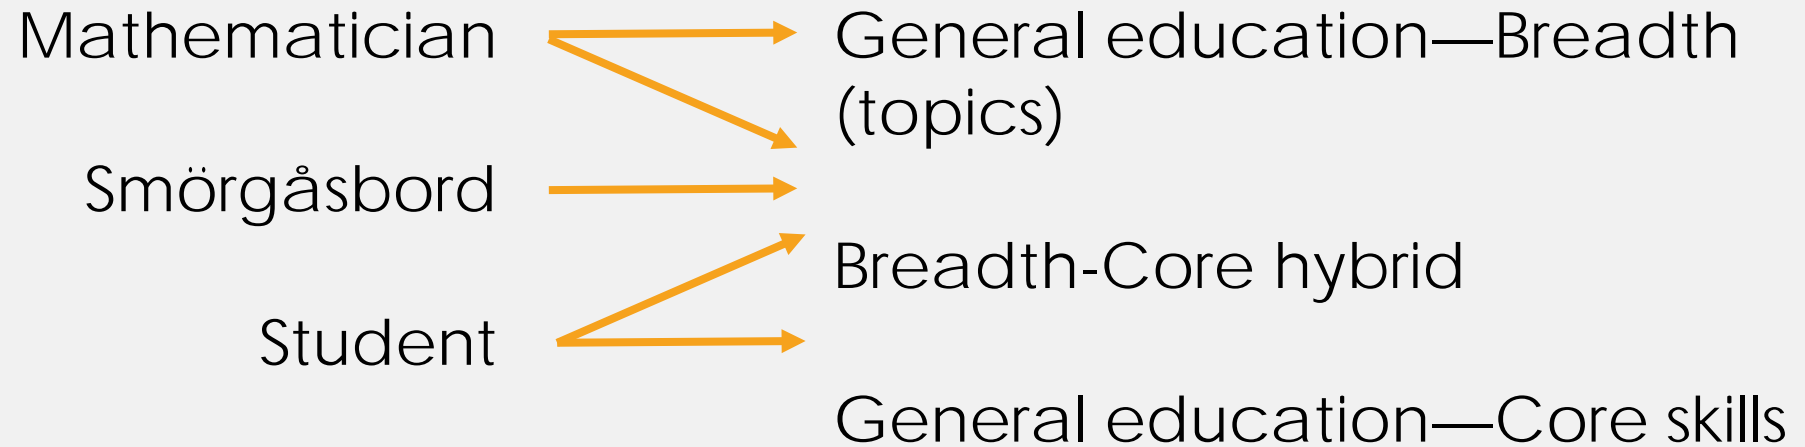 Mathematician
Smörgåsbord
Student
General education—Breadth
(topics)
Breadth-Core hybrid
General education—Core skills